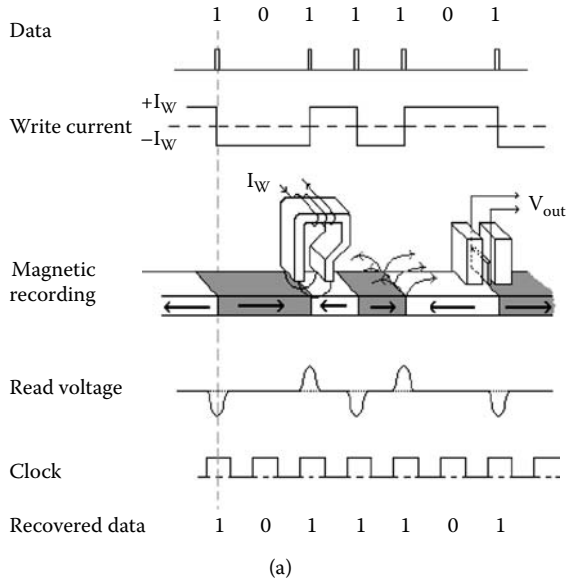 Data 1 0 1 1 1 0 1
+I_W
Write current
–I_W
I_W
V_out
Magnetic
recording
Read voltage
Clock
Recovered data 1 0 1 1 1 0 1
(a)